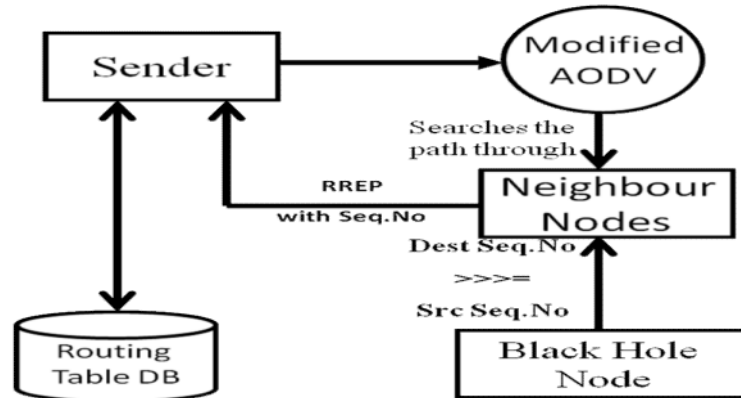 Sender
Modified
AODV
Searches the
path through
RREP
with Seq.No
Neighbour
Nodes
Dest Seq.No
>>>=
Src Seq.No
Routing
Table DB
Black Hole
Node